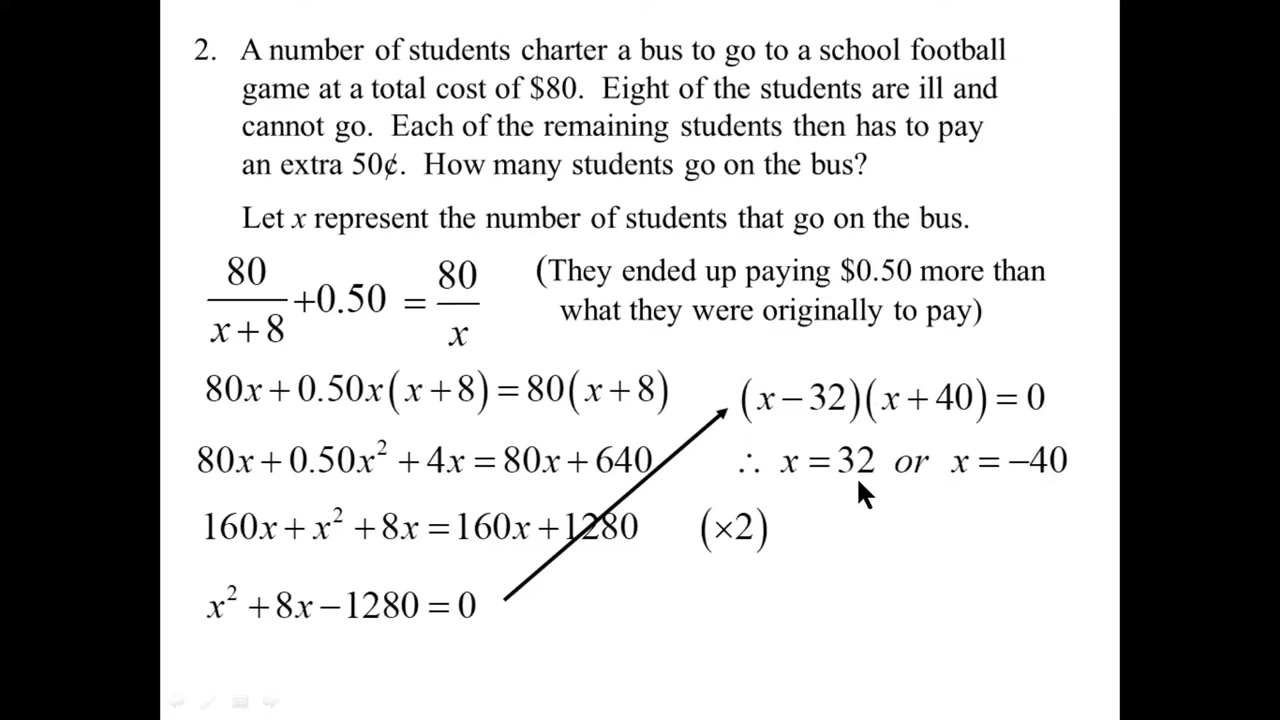 2. A number of students charter a bus to go to a school football
game at a total cost of $80. Eight of the students are ill and
cannot go. Each of the remaining students then has to pay
an extra 50¢. How many students go on the bus?
Let x represent the number of students that go on the bus.
80/(x+8) +0.50 = 80/x
(They ended up paying $0.50 more than
what they were originally to pay)
80x+0.50x(x+8)=80(x+8)
80x+0.50x²+4x=80x+640
160x+x²+8x=160x+1280 (×2)
x²+8x−1280=0
(x−32)(x+40)=0
∴ x=32 or x=−40